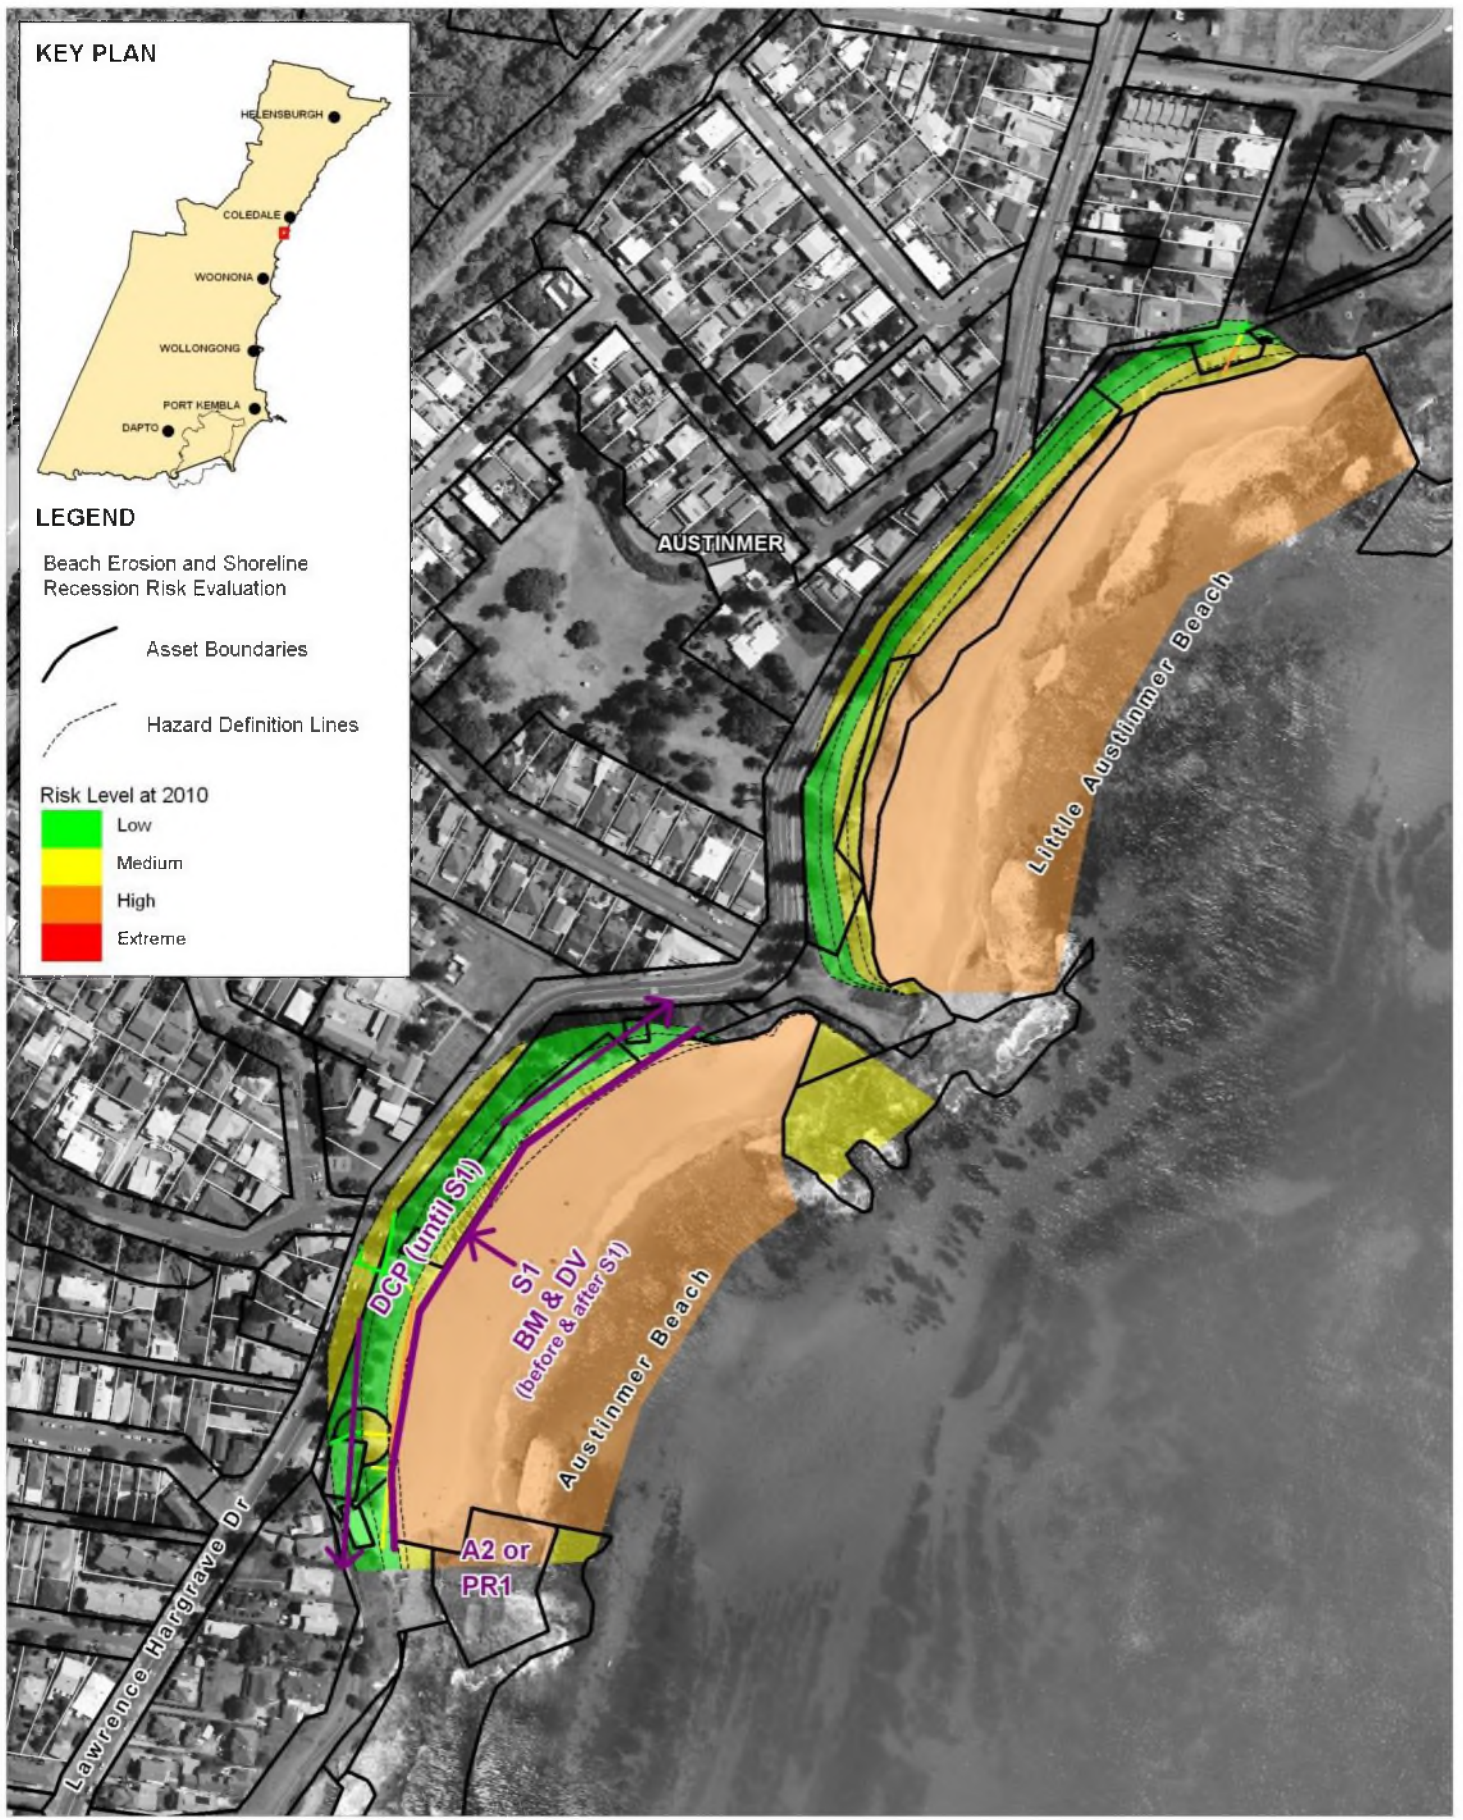 KEY PLAN
HELENSBURGH
COLEDALE
WOONONA
WOLLONGONG
PORT KEMBLA
DAPTO
LEGEND
Beach Erosion and Shoreline
Recession Risk Evaluation
Asset Boundaries
Hazard Definition Lines
Risk Level at 2010
Low
Medium
High
Extreme
AUSTINMER
Little Austinmer Beach
DCP (until S1)
S1
BM & DV
(before & after S1)
Austinmer Beach
A2 or
PR1
Lawrence Hargrave Dr